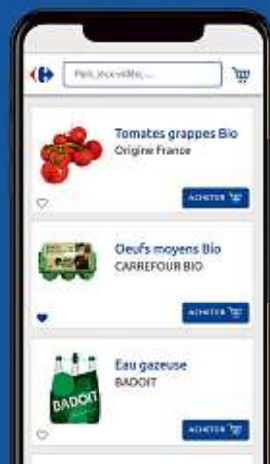 Tomates grappes Bio
Origine France
ACHETER
Oeufs moyens Bio
CARREFOUR BIO
ACHETER
Eau gazeuse
BADOIT
BADOIT
ACHETER